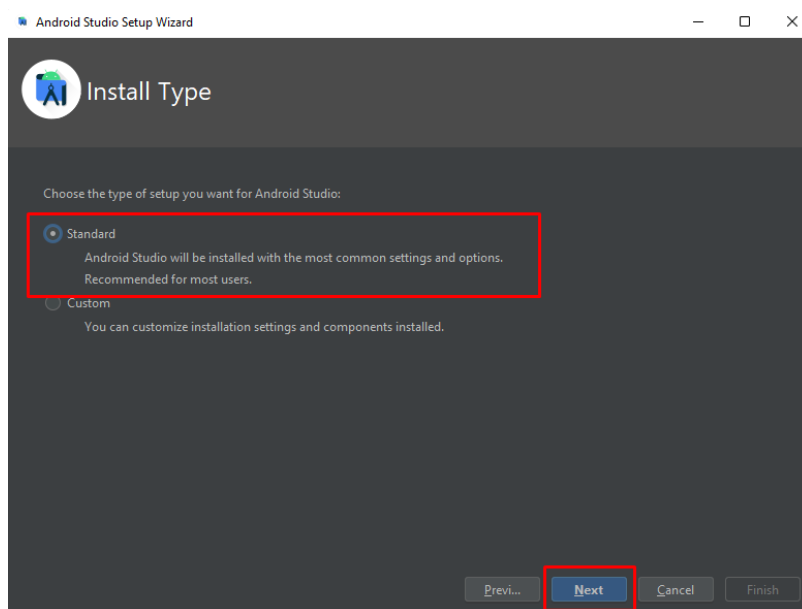 Android Studio Setup Wizard
Install Type
Choose the type of setup you want for Android Studio:
Standard
Android Studio will be installed with the most common settings and options.
Recommended for most users.
Custom
You can customize installation settings and components installed.
Previ... Next Cancel Finish